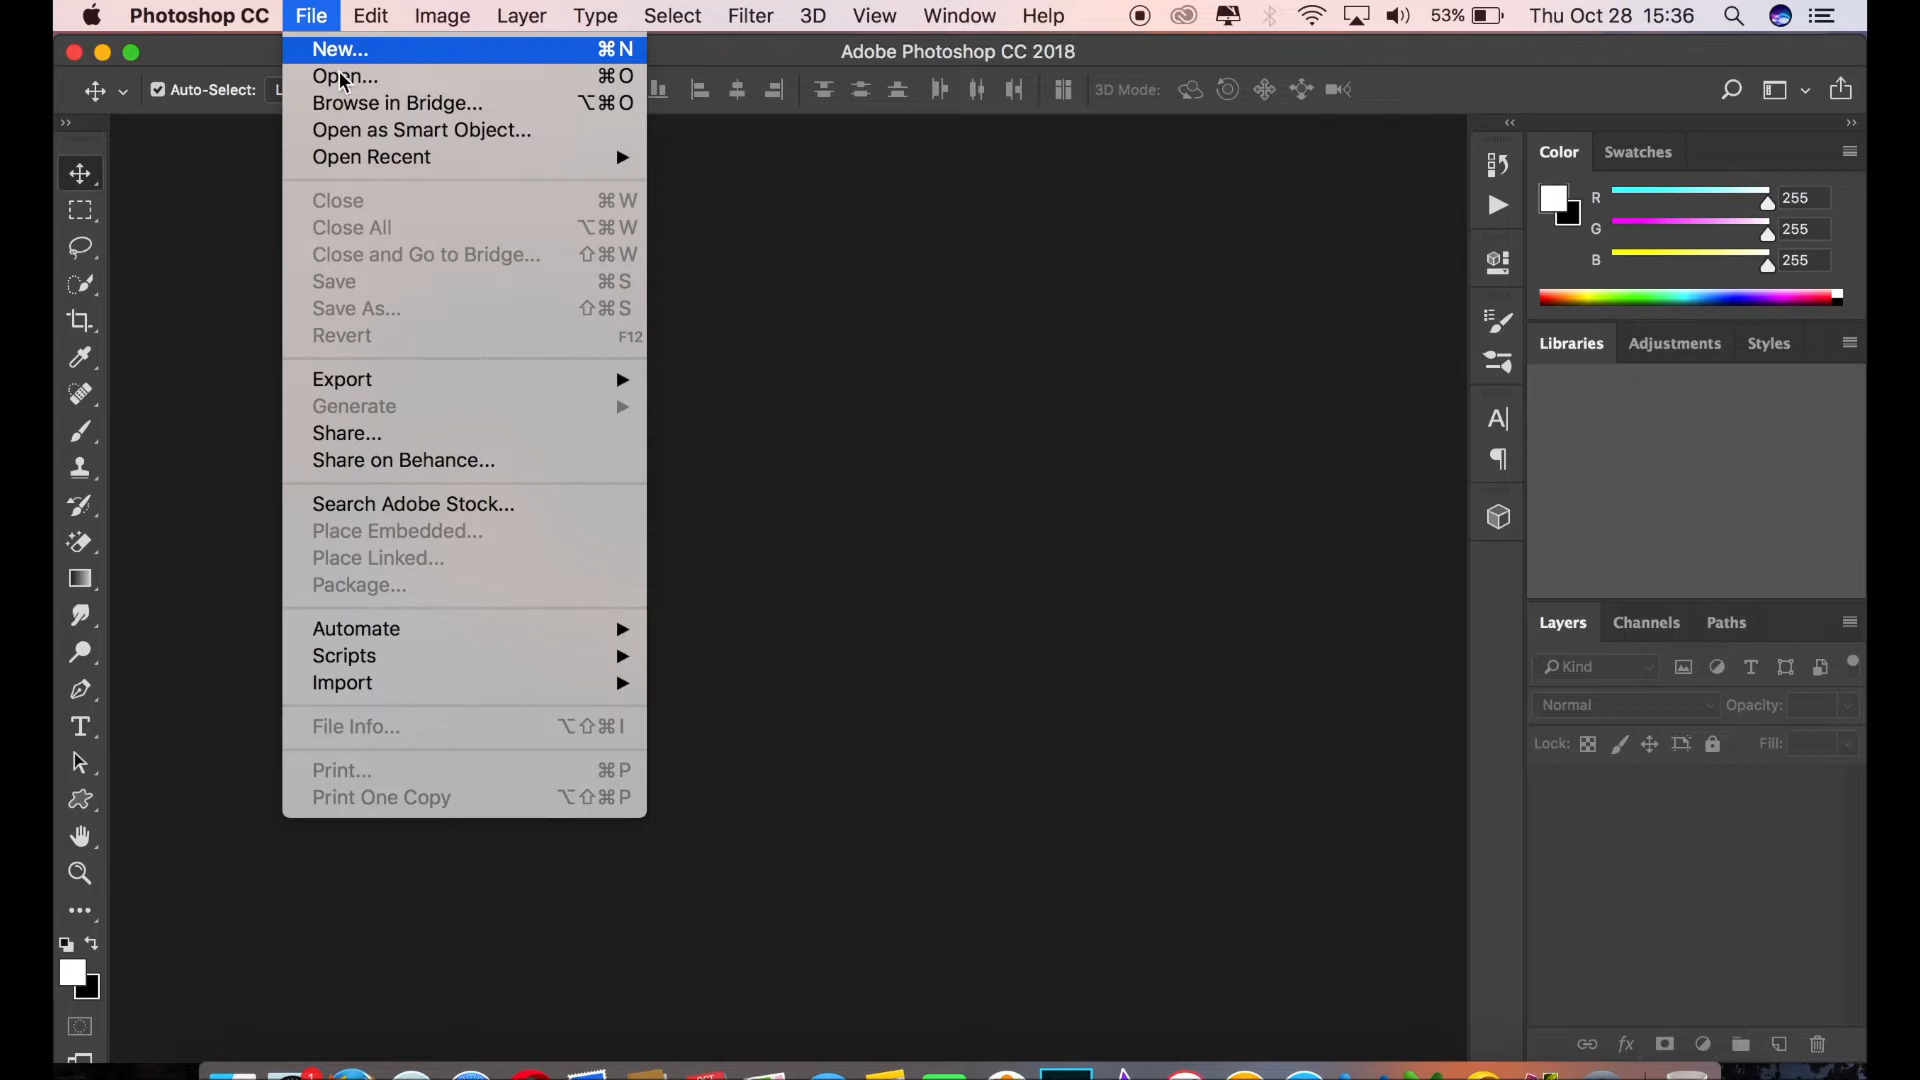 Photoshop CC File Edit Image Layer Type Select Filter 3D View Window Help 53% Thu Oct 28 15:36
Adobe Photoshop CC 2018
Auto-Select: L 3D Mode:
New... ⌘N
Open... ⌘O
Browse in Bridge... ⌥⌘O
Open as Smart Object...
Open Recent ▶
Close ⌘W
Close All ⌥⌘W
Close and Go to Bridge... ⇧⌘W
Save ⌘S
Save As... ⇧⌘S
Revert F12
Export ▶
Generate ▶
Share...
Share on Behance...
Search Adobe Stock...
Place Embedded...
Place Linked...
Package...
Automate ▶
Scripts ▶
Import ▶
File Info... ⌥⇧⌘I
Print... ⌘P
Print One Copy ⌥⇧⌘P
Color Swatches
R 255
G 255
B 255
Libraries Adjustments Styles
Layers Channels Paths
Kind
Normal Opacity:
Lock: Fill: